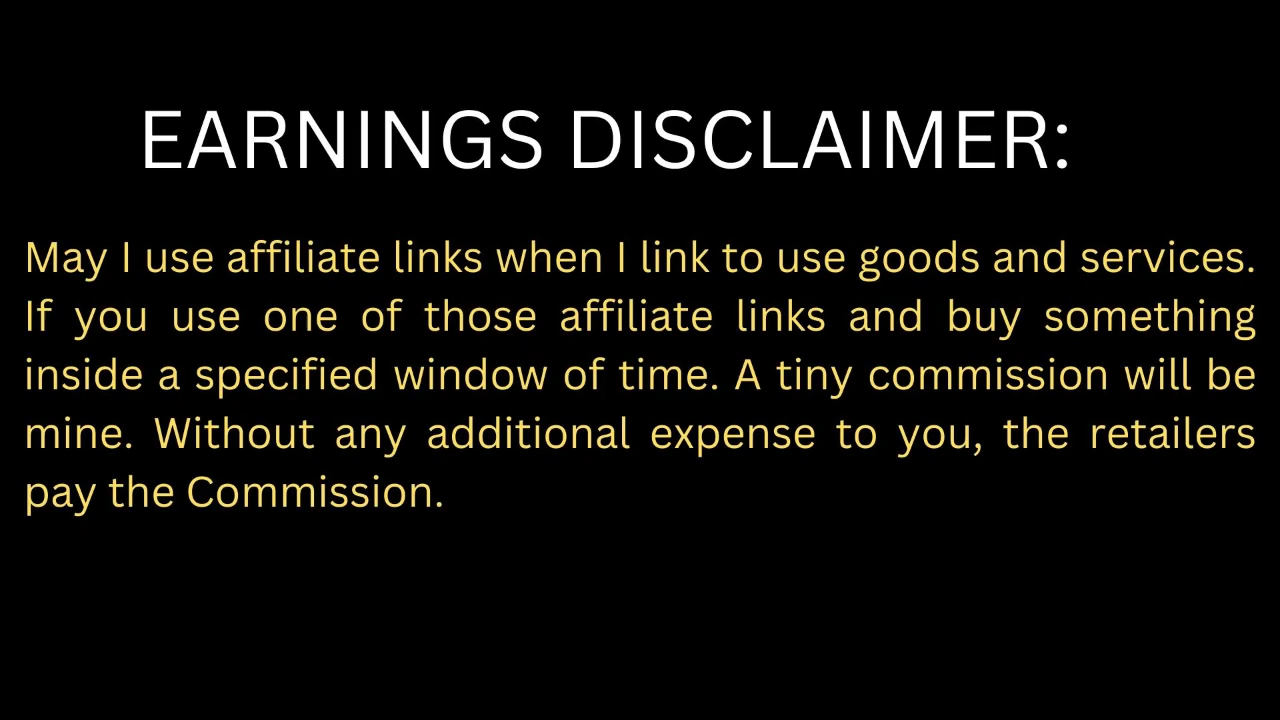 EARNINGS DISCLAIMER:
May I use affiliate links when I link to use goods and services.
If you use one of those affiliate links and buy something
inside a specified window of time. A tiny commission will be
mine. Without any additional expense to you, the retailers
pay the Commission.